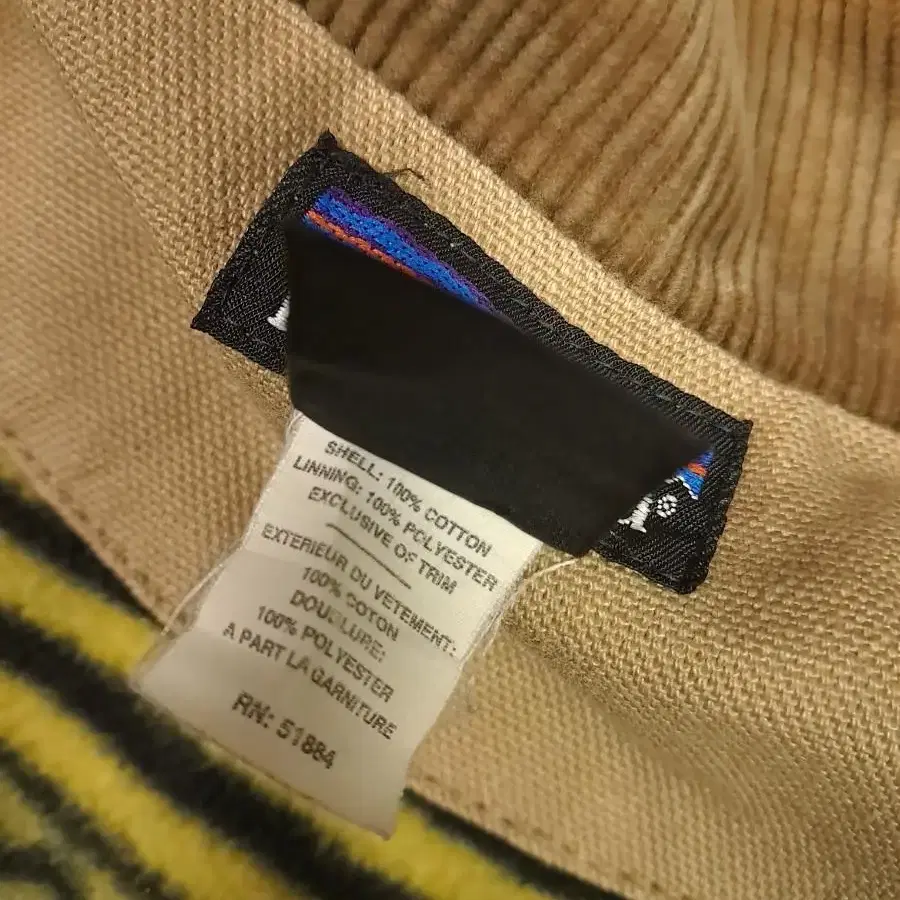 SHELL: 100% COTTON
LINNING: 100% POLYESTER
EXCLUSIVE OF TRIM
EXTERIEUR DU VETEMENT:
100% COTON
DOUBLURE:
100% POLYESTER
A PART LA GARNITURE
RN: 51884